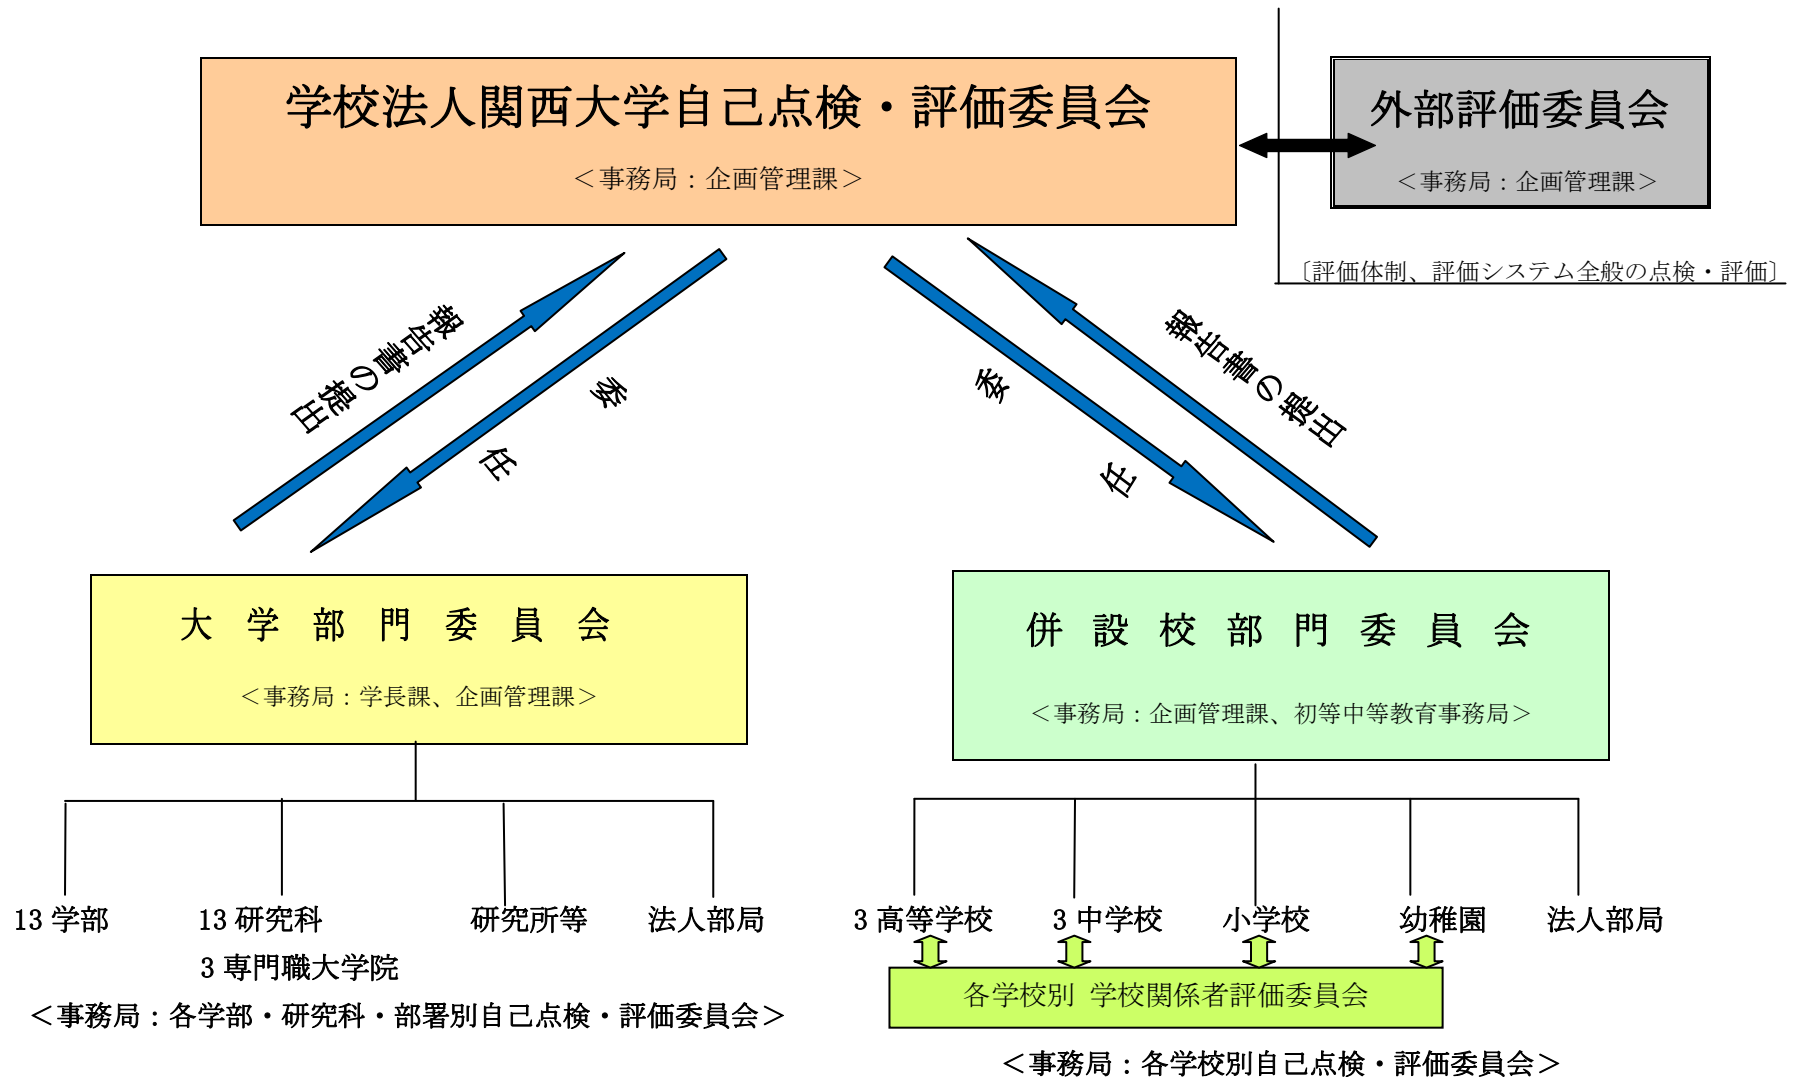 学校法人関西大学自己点検・評価委員会
＜事務局：企画管理課＞
外部評価委員会
＜事務局：企画管理課＞
〔評価体制、評価システム全般の点検・評価〕
報告書の提出
委任
委任
報告書の提出
大学部門委員会
＜事務局：学長課、企画管理課＞
併設校部門委員会
＜事務局：企画管理課、初等中等教育事務局＞
13学部
13研究科
研究所等
法人部局
3専門職大学院
＜事務局：各学部・研究科・部署別自己点検・評価委員会＞
3高等学校
3中学校
小学校
幼稚園
法人部局
各学校別 学校関係者評価委員会
＜事務局：各学校別自己点検・評価委員会＞